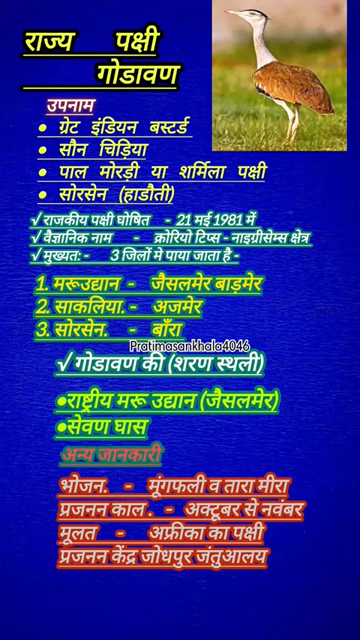 राज्य पक्षी
गोडावण
उपनाम
● ग्रेट इंडियन बस्टर्ड
● सौन चिड़िया
● पाल मोरड़ी या शर्मिला पक्षी
● सोरसेन (हाडौती)
√ राजकीय पक्षी घोषित - 21 मई 1981 में
√ वैज्ञानिक नाम - क्रोरियो टिप्स - नाइग्रीसेम्स क्षेत्र
√ मुख्यतः - 3 जिलों मे पाया जाता है -
1. मरूउद्यान - जैसलमेर बाड़मेर
2. साकलिया. - अजमेर
3. सोरसेन. - बाँरा
Pratimasankhala4046
√ गोडावण की (शरण स्थली)
●राष्ट्रीय मरू उद्यान (जैसलमेर)
●सेवण घास
अन्य जानकारी
भोजन. - मूंगफली व तारा मीरा
प्रजनन काल . - अक्टूबर से नवंबर
मूलत - अफ्रीका का पक्षी
प्रजनन केंद्र जोधपुर जंतुआलय